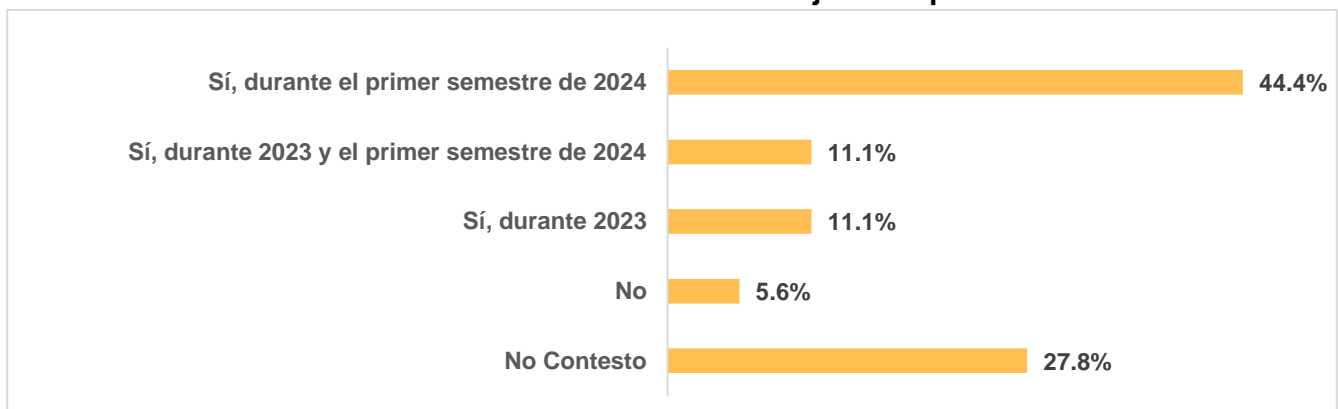 Sí, durante el primer semestre de 2024
44.4%
Sí, durante 2023 y el primer semestre de 2024
11.1%
Sí, durante 2023
11.1%
No
5.6%
No Contesto
27.8%